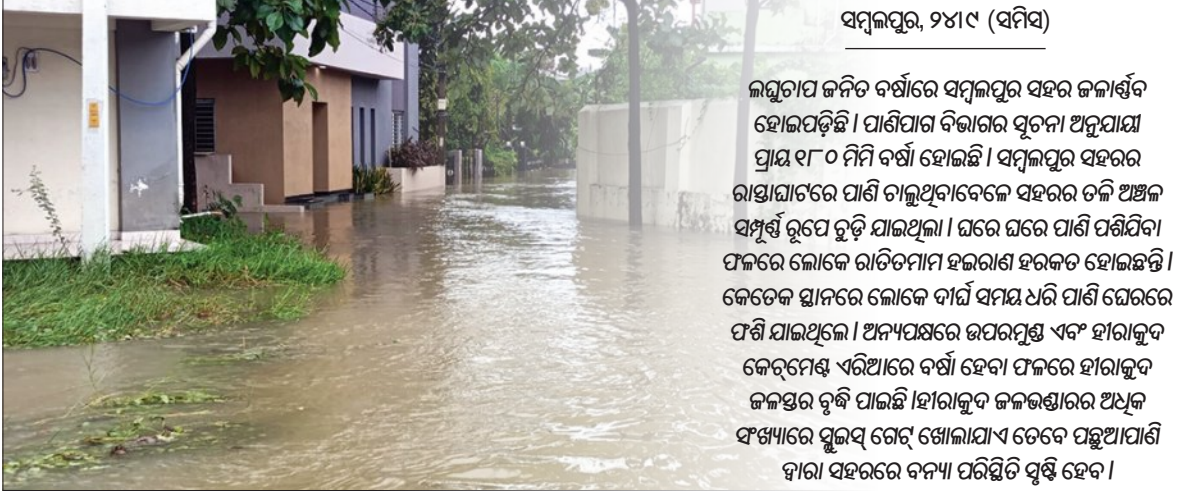 ସମ୍ବଲପୁର, ୨୪।୯ (ସମିସ)
ଲଘୁଚାପ ଜନିତ ବର୍ଷାରେ ସମ୍ବଲପୁର ସହର ଜଳାର୍ଣ୍ଣବ
ହୋଇପଡ଼ିଛି । ପାଣିପାଗ ବିଭାଗର ସୂଚନା ଅନୁଯାୟୀ
ପ୍ରାୟ ୧୮୦ ମିମି ବର୍ଷା ହୋଇଛି । ସମ୍ବଲପୁର ସହରର
ରାସ୍ତାଘାଟରେ ପାଣି ଚାଲୁଥିବାବେଳେ ସହରର ତଳି ଅଞ୍ଚଳ
ସମ୍ପୂର୍ଣ୍ଣ ରୂପେ ବୁଡ଼ି ଯାଇଥିଲା । ଘରେ ଘରେ ପାଣି ପଶିଯିବା
ଫଳରେ ଲୋକେ ରାତିତମାମ ହଇରାଣ ହରକତ ହୋଇଛନ୍ତି ।
କେତେକ ସ୍ଥାନରେ ଲୋକେ ଦୀର୍ଘ ସମୟ ଧରି ପାଣି ଘେରରେ
ଫଶି ଯାଇଥିଲେ । ଅନ୍ୟପକ୍ଷରେ ଉପରମୁଣ୍ଡ ଏବଂ ହୀରାକୁଦ
କେଚ୍‌ମେଣ୍ଟ ଏରିଆରେ ବର୍ଷା ହେବା ଫଳରେ ହୀରାକୁଦ
ଜଳସ୍ତର ବୃଦ୍ଧି ପାଇଛି ।ହୀରାକୁଦ ଜଳଭଣ୍ଡାରର ଅଧିକ
ସଂଖ୍ୟାରେ ସ୍ଲୁଇସ୍ ଗେଟ୍ ଖୋଲାଯାଏ ତେବେ ପଛୁଆପାଣି
ଦ୍ୱାରା ସହରରେ ବନ୍ୟା ପରିସ୍ଥିତି ସୃଷ୍ଟି ହେବ ।